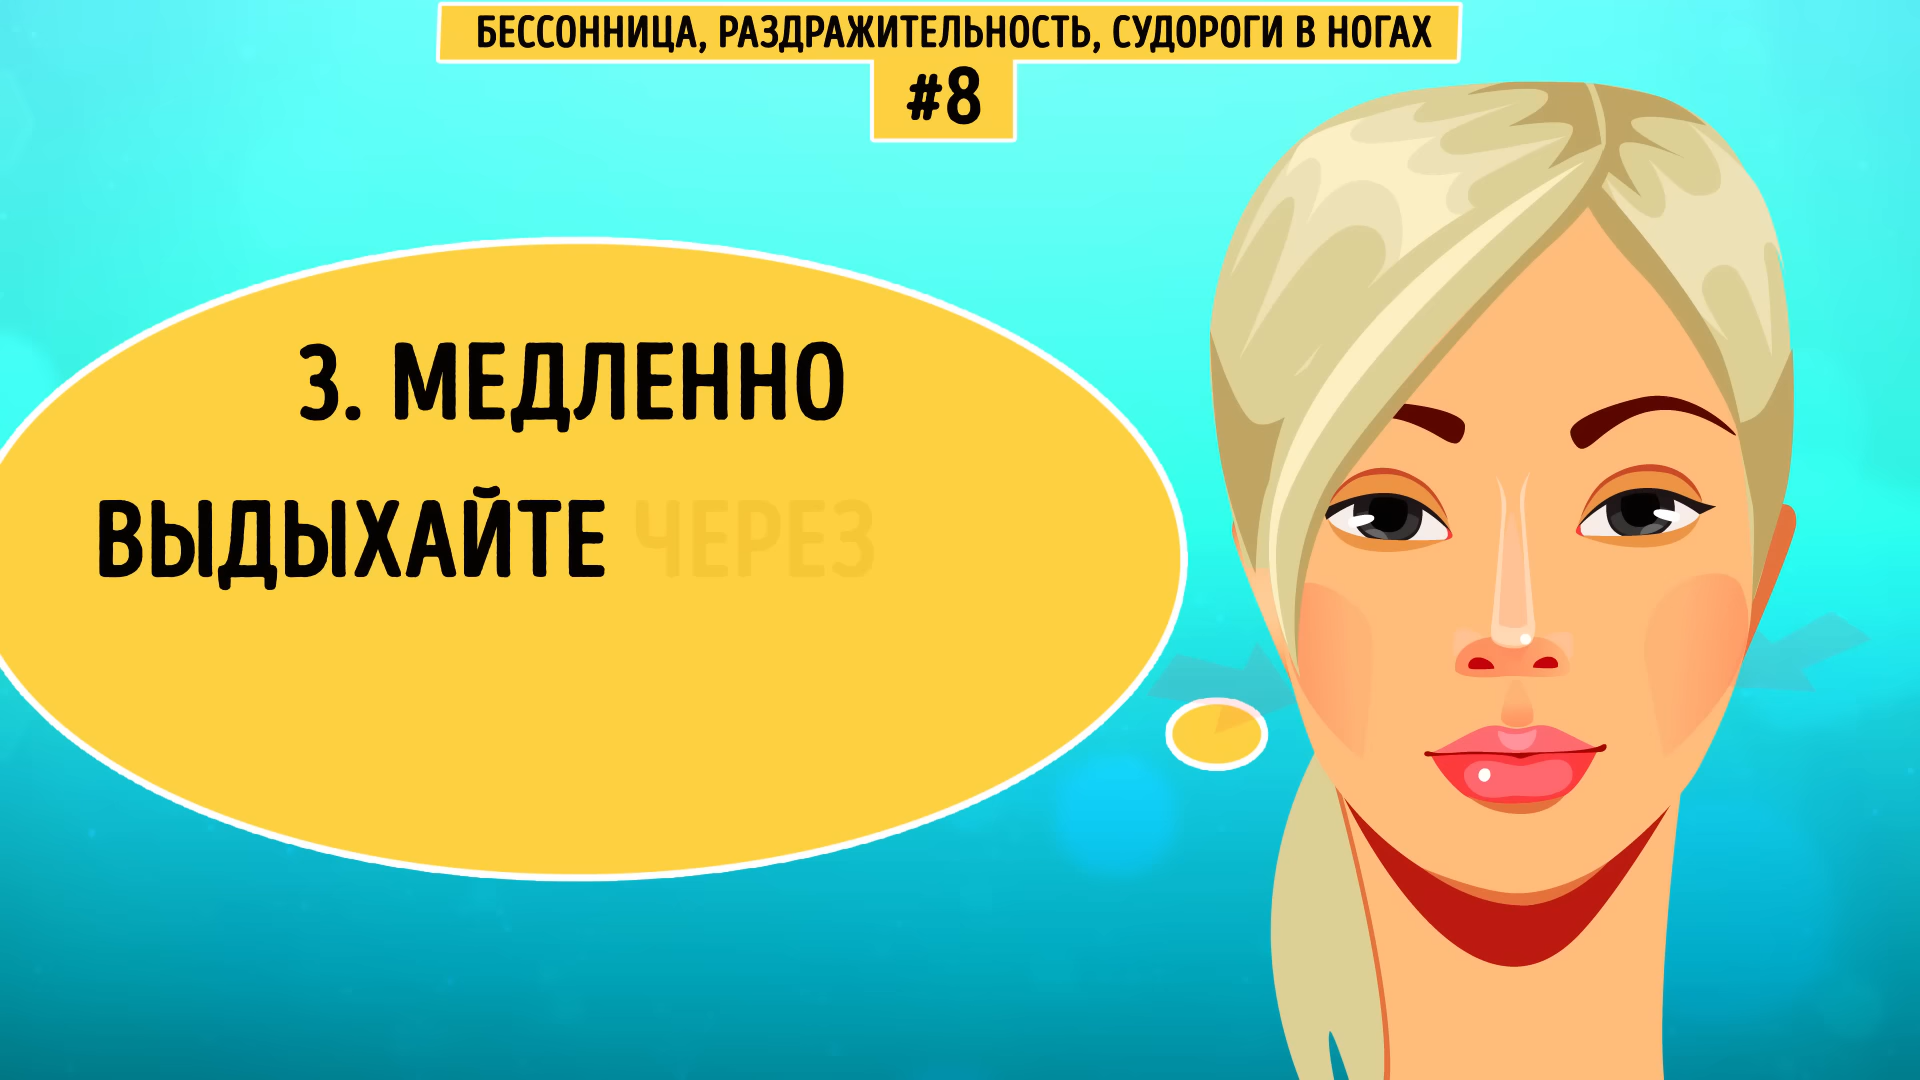 БЕССОННИЦА, РАЗДРАЖИТЕЛЬНОСТЬ, СУДОРОГИ В НОГАХ
#8
3. МЕДЛЕННО
ВЫДЫХАЙТЕ ЧЕРЕЗ